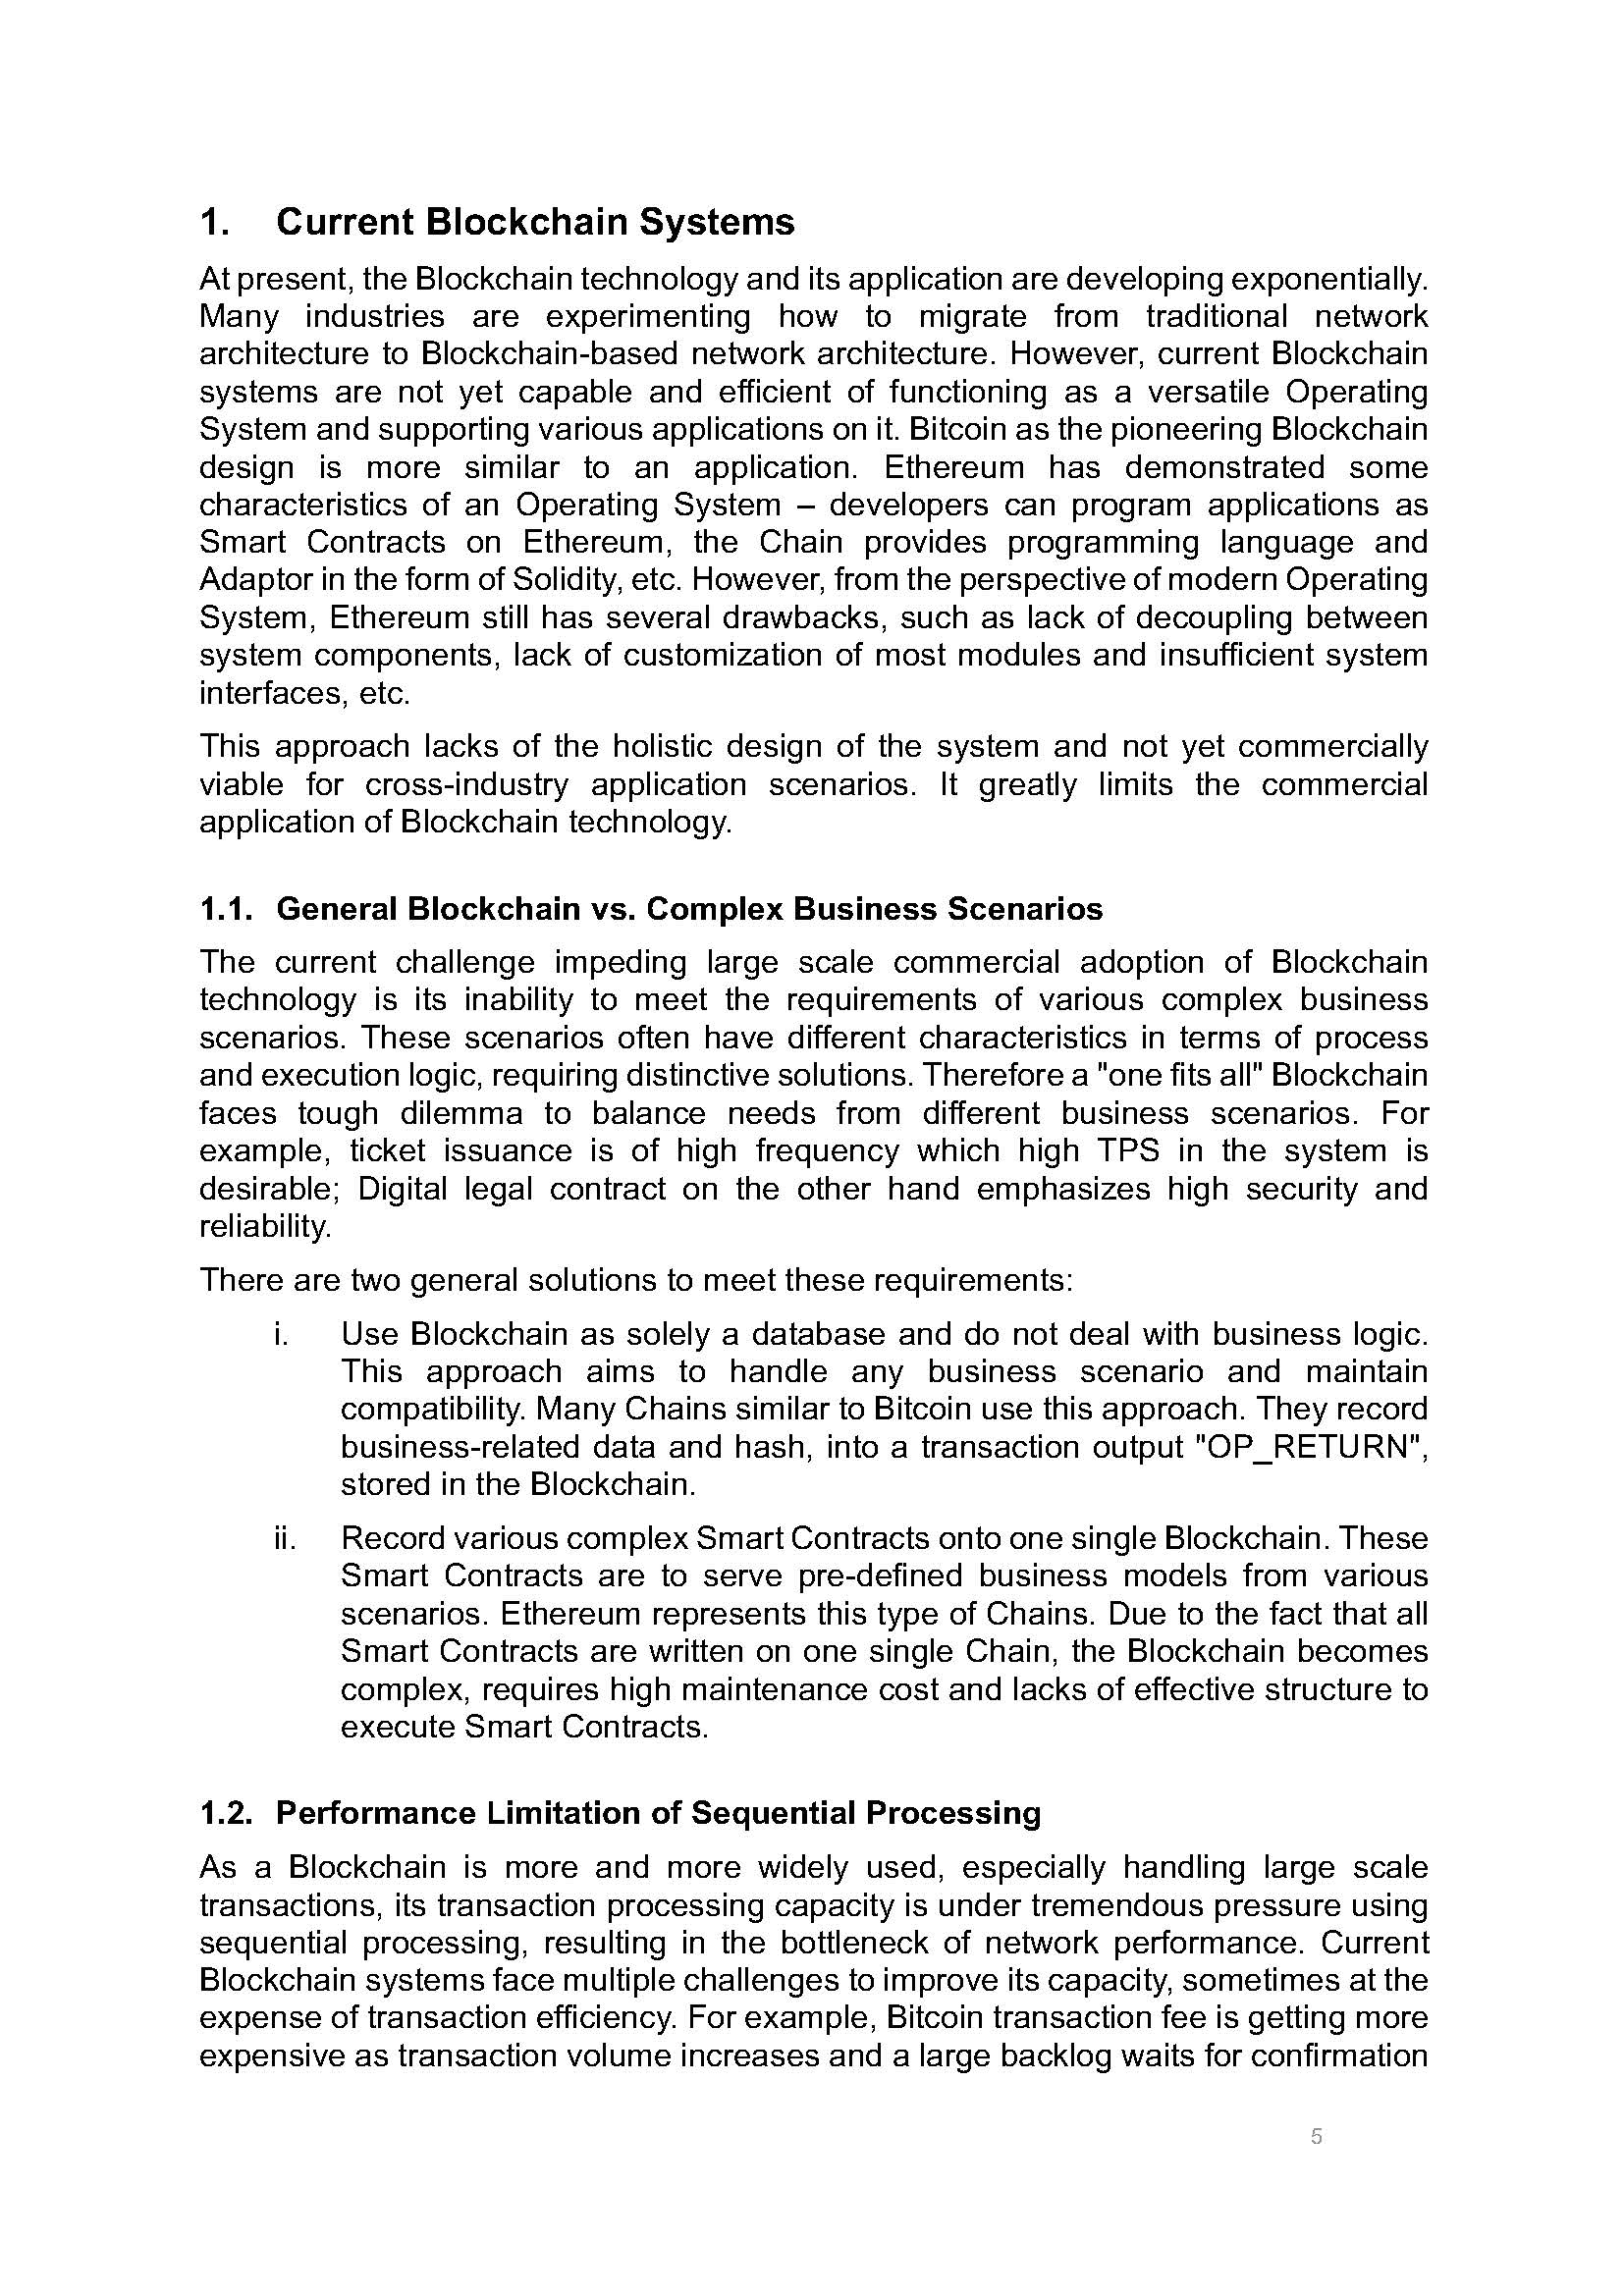 1. Current Blockchain Systems
At present, the Blockchain technology and its application are developing exponentially.
Many industries are experimenting how to migrate from traditional network
architecture to Blockchain-based network architecture. However, current Blockchain
systems are not yet capable and efficient of functioning as a versatile Operating
System and supporting various applications on it. Bitcoin as the pioneering Blockchain
design is more similar to an application. Ethereum has demonstrated some
characteristics of an Operating System – developers can program applications as
Smart Contracts on Ethereum, the Chain provides programming language and
Adaptor in the form of Solidity, etc. However, from the perspective of modern Operating
System, Ethereum still has several drawbacks, such as lack of decoupling between
system components, lack of customization of most modules and insufficient system
interfaces, etc.
This approach lacks of the holistic design of the system and not yet commercially
viable for cross-industry application scenarios. It greatly limits the commercial
application of Blockchain technology.
1.1. General Blockchain vs. Complex Business Scenarios
The current challenge impeding large scale commercial adoption of Blockchain
technology is its inability to meet the requirements of various complex business
scenarios. These scenarios often have different characteristics in terms of process
and execution logic, requiring distinctive solutions. Therefore a "one fits all" Blockchain
faces tough dilemma to balance needs from different business scenarios. For
example, ticket issuance is of high frequency which high TPS in the system is
desirable; Digital legal contract on the other hand emphasizes high security and
reliability.
There are two general solutions to meet these requirements:
i. Use Blockchain as solely a database and do not deal with business logic.
This approach aims to handle any business scenario and maintain
compatibility. Many Chains similar to Bitcoin use this approach. They record
business-related data and hash, into a transaction output "OP_RETURN",
stored in the Blockchain.
ii. Record various complex Smart Contracts onto one single Blockchain. These
Smart Contracts are to serve pre-defined business models from various
scenarios. Ethereum represents this type of Chains. Due to the fact that all
Smart Contracts are written on one single Chain, the Blockchain becomes
complex, requires high maintenance cost and lacks of effective structure to
execute Smart Contracts.
1.2. Performance Limitation of Sequential Processing
As a Blockchain is more and more widely used, especially handling large scale
transactions, its transaction processing capacity is under tremendous pressure using
sequential processing, resulting in the bottleneck of network performance. Current
Blockchain systems face multiple challenges to improve its capacity, sometimes at the
expense of transaction efficiency. For example, Bitcoin transaction fee is getting more
expensive as transaction volume increases and a large backlog waits for confirmation
5